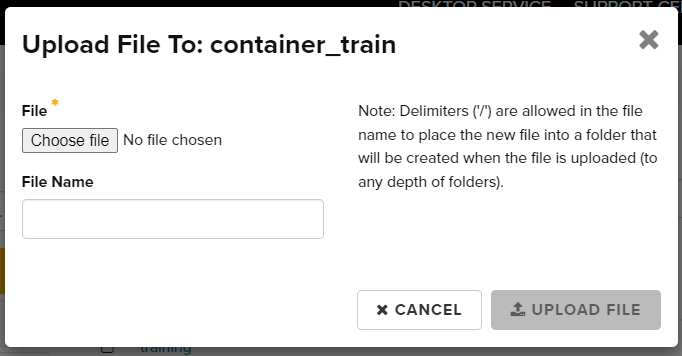 DESKTOP SERVICE SUPPORT CE
Upload File To: container_train
File *
Choose file No file chosen
Note: Delimiters ('/') are allowed in the file
name to place the new file into a folder that
will be created when the file is uploaded (to
any depth of folders).
File Name
CANCEL
UPLOAD FILE
training